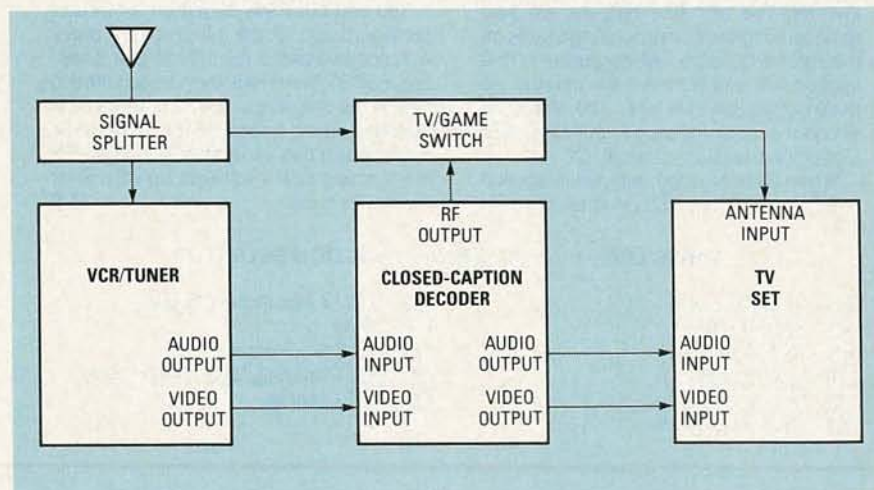 SIGNAL
SPLITTER
TV/GAME
SWITCH
VCR/TUNER
AUDIO
OUTPUT
VIDEO
OUTPUT
RF
OUTPUT
CLOSED-CAPTION
DECODER
AUDIO
INPUT
VIDEO
INPUT
AUDIO
OUTPUT
VIDEO
OUTPUT
ANTENNA
INPUT
TV
SET
AUDIO
INPUT
VIDEO
INPUT